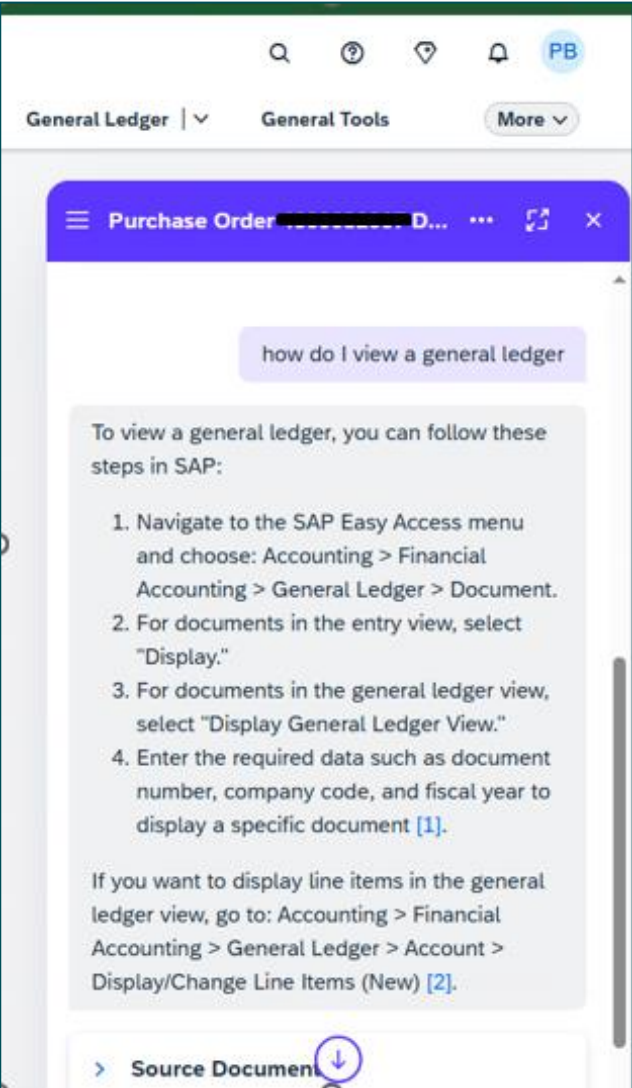 PB
General Ledger
General Tools
More
Purchase Order D...
how do I view a general ledger
To view a general ledger, you can follow these
steps in SAP:
1. Navigate to the SAP Easy Access menu
and choose: Accounting > Financial
Accounting > General Ledger > Document.
2. For documents in the entry view, select
"Display."
3. For documents in the general ledger view,
select "Display General Ledger View."
4. Enter the required data such as document
number, company code, and fiscal year to
display a specific document [1].
If you want to display line items in the general
ledger view, go to: Accounting > Financial
Accounting > General Ledger > Account >
Display/Change Line Items (New) [2].
Source Document